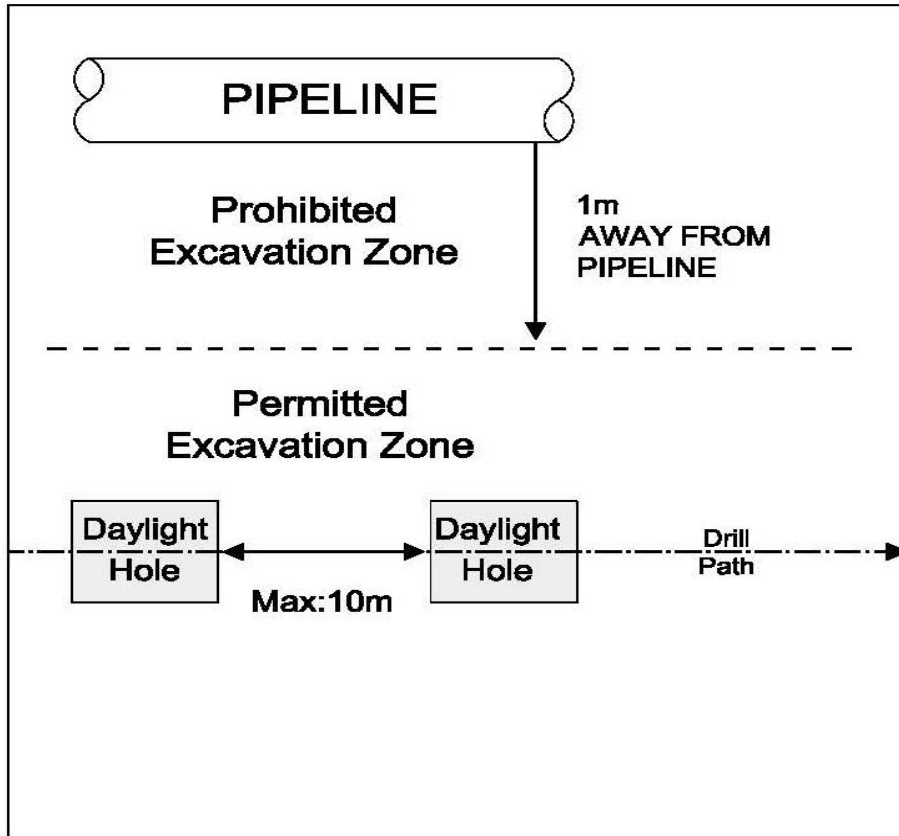 PIPELINE
Prohibited
Excavation Zone
1m
AWAY FROM
PIPELINE
Permitted
Excavation Zone
Daylight
Hole
Max:10m
Daylight
Hole
Drill
Path